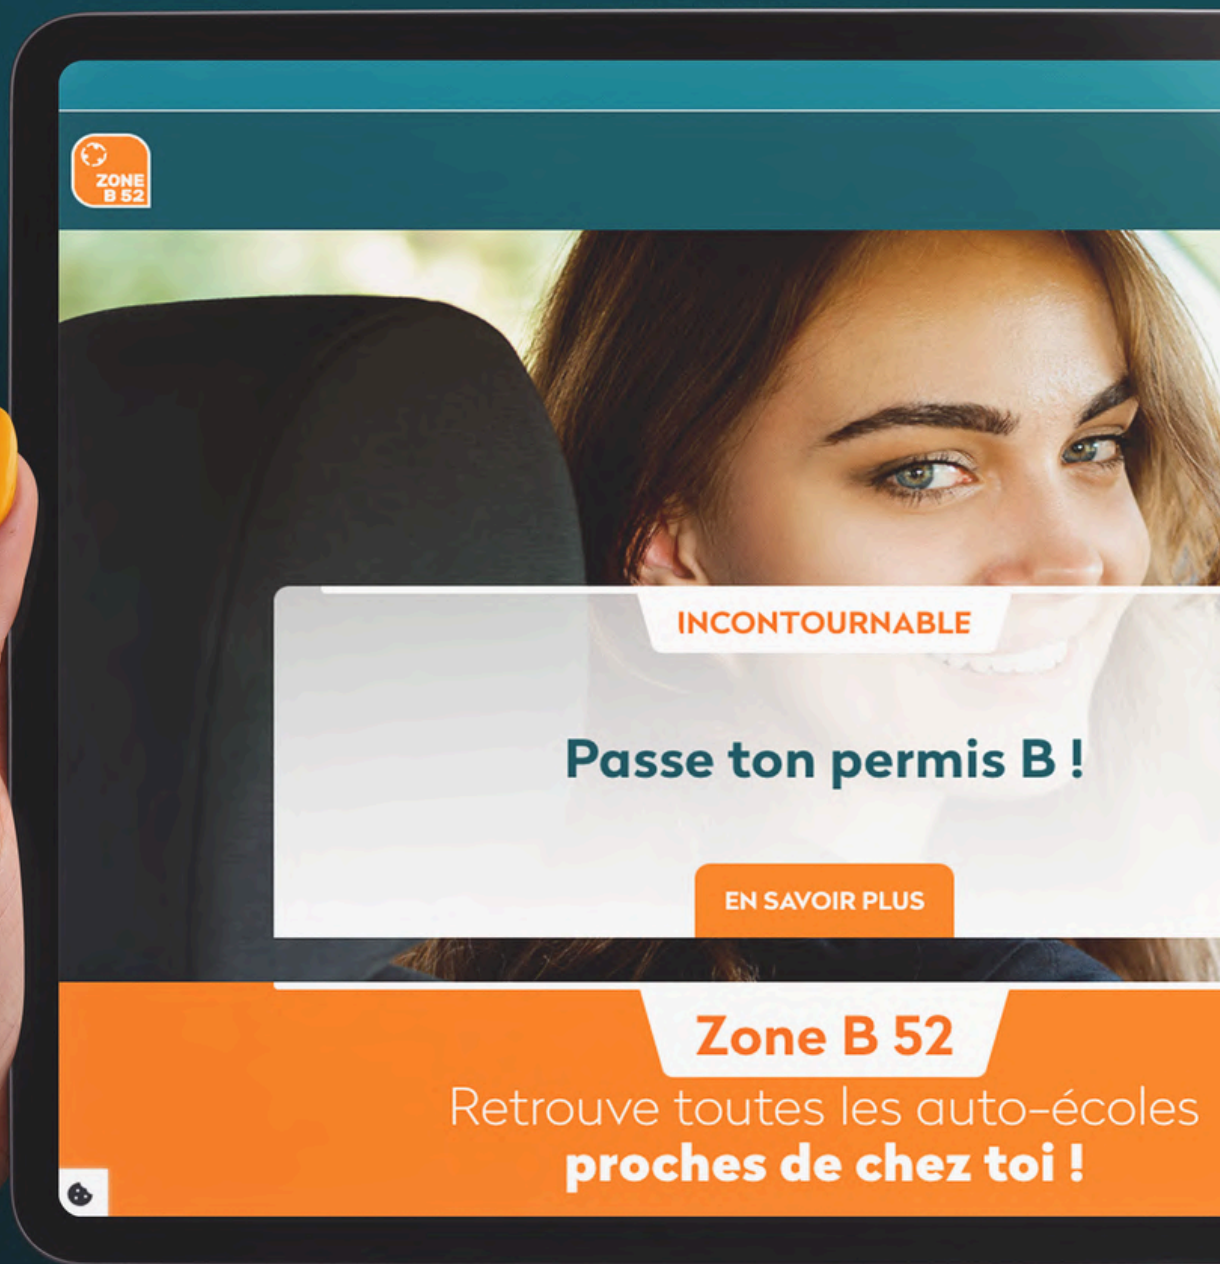 ZONE
B 52
INCONTOURNABLE
Passe ton permis B !
EN SAVOIR PLUS
Zone B 52
Retrouve toutes les auto-écoles
proches de chez toi !